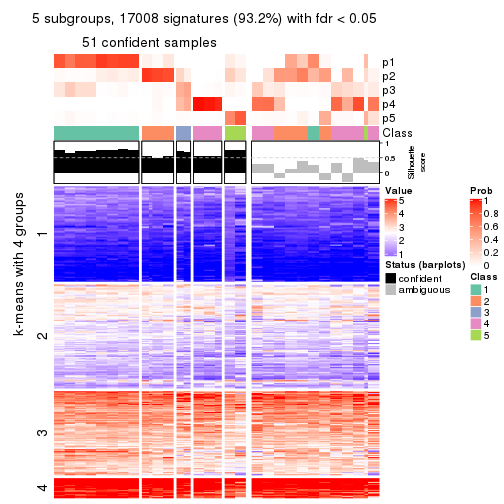 5 subgroups, 17008 signatures (93.2%) with fdr < 0.05
51 confident samples
p1
p2
p3
p4
p5
Class
1
0.5
0
Silhouette
score
k-means with 4 groups
1
2
3
4
Value
5
4
3
2
1
Status (barplots)
confident
ambiguous
Prob
1
0.8
0.6
0.4
0.2
0
Class
1
2
3
4
5